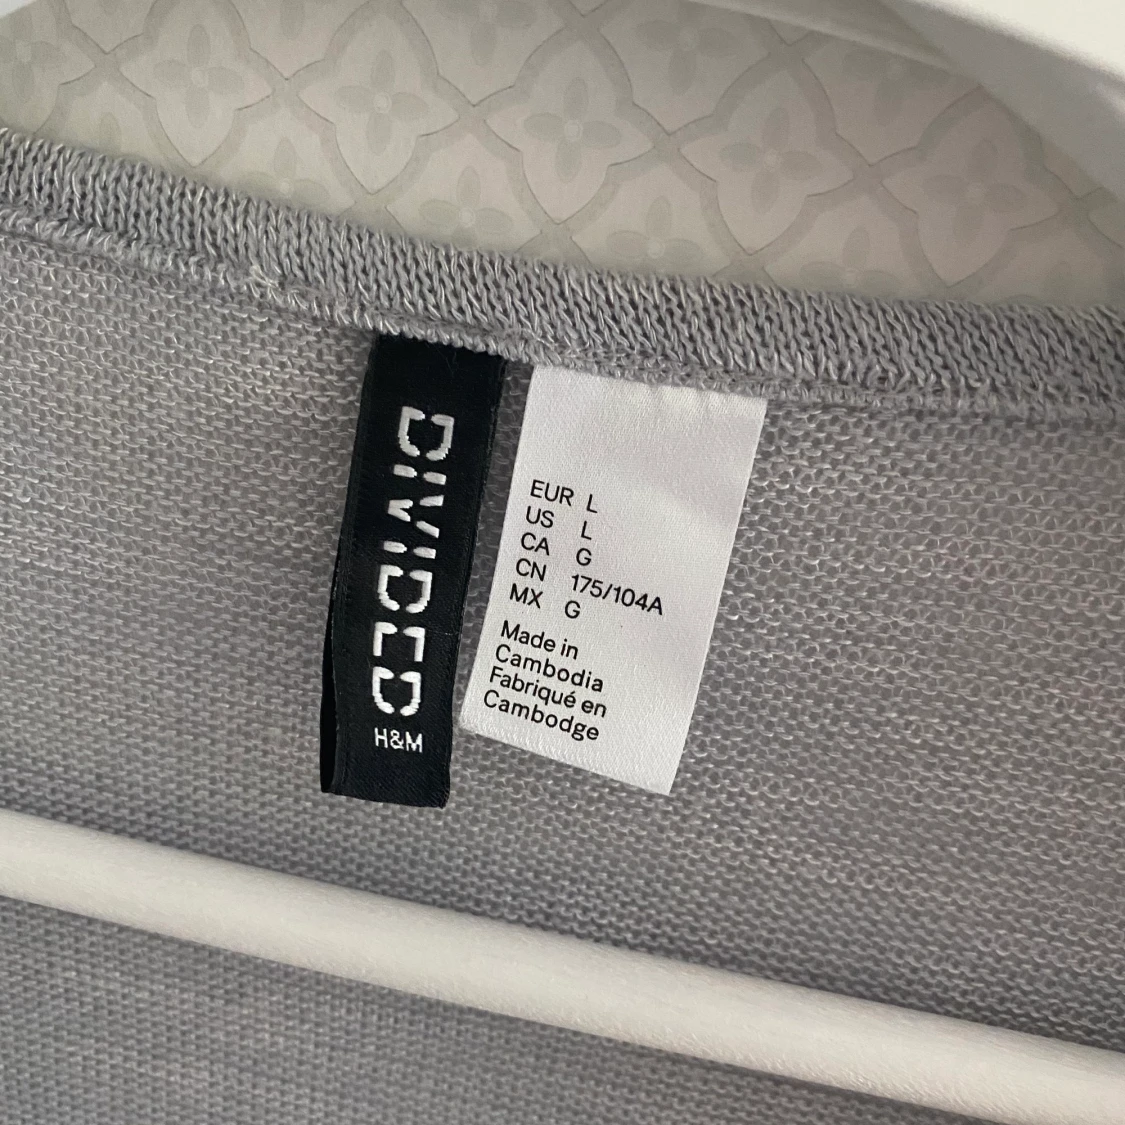 DIVIDED
H&M
EUR L
US L
CA G
CN 175/104A
MX G
Made in
Cambodia
Fabriqué en
Cambodge